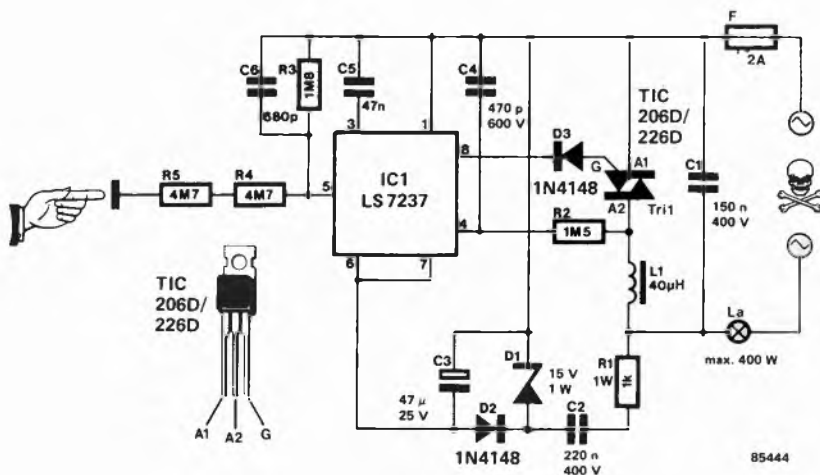 F
2A
C6
680p
R3
1M8
C5
47n
C4
470 p
600 V
TIC
206D/
226D
3
1
8
D3
1N4148
G
A1
A2
Tri1
C1
150 n
400 V
R5
4M7
R4
4M7
5
IC1
LS7237
4
R2
1M5
6
7
TIC
206D/
226D
A1
A2
G
L1
40µH
La
max. 400 W
C3
47 µ
25 V
D1
15 V
1 W
D2
1N4148
C2
220 n
400 V
R1
1W
1k
85444